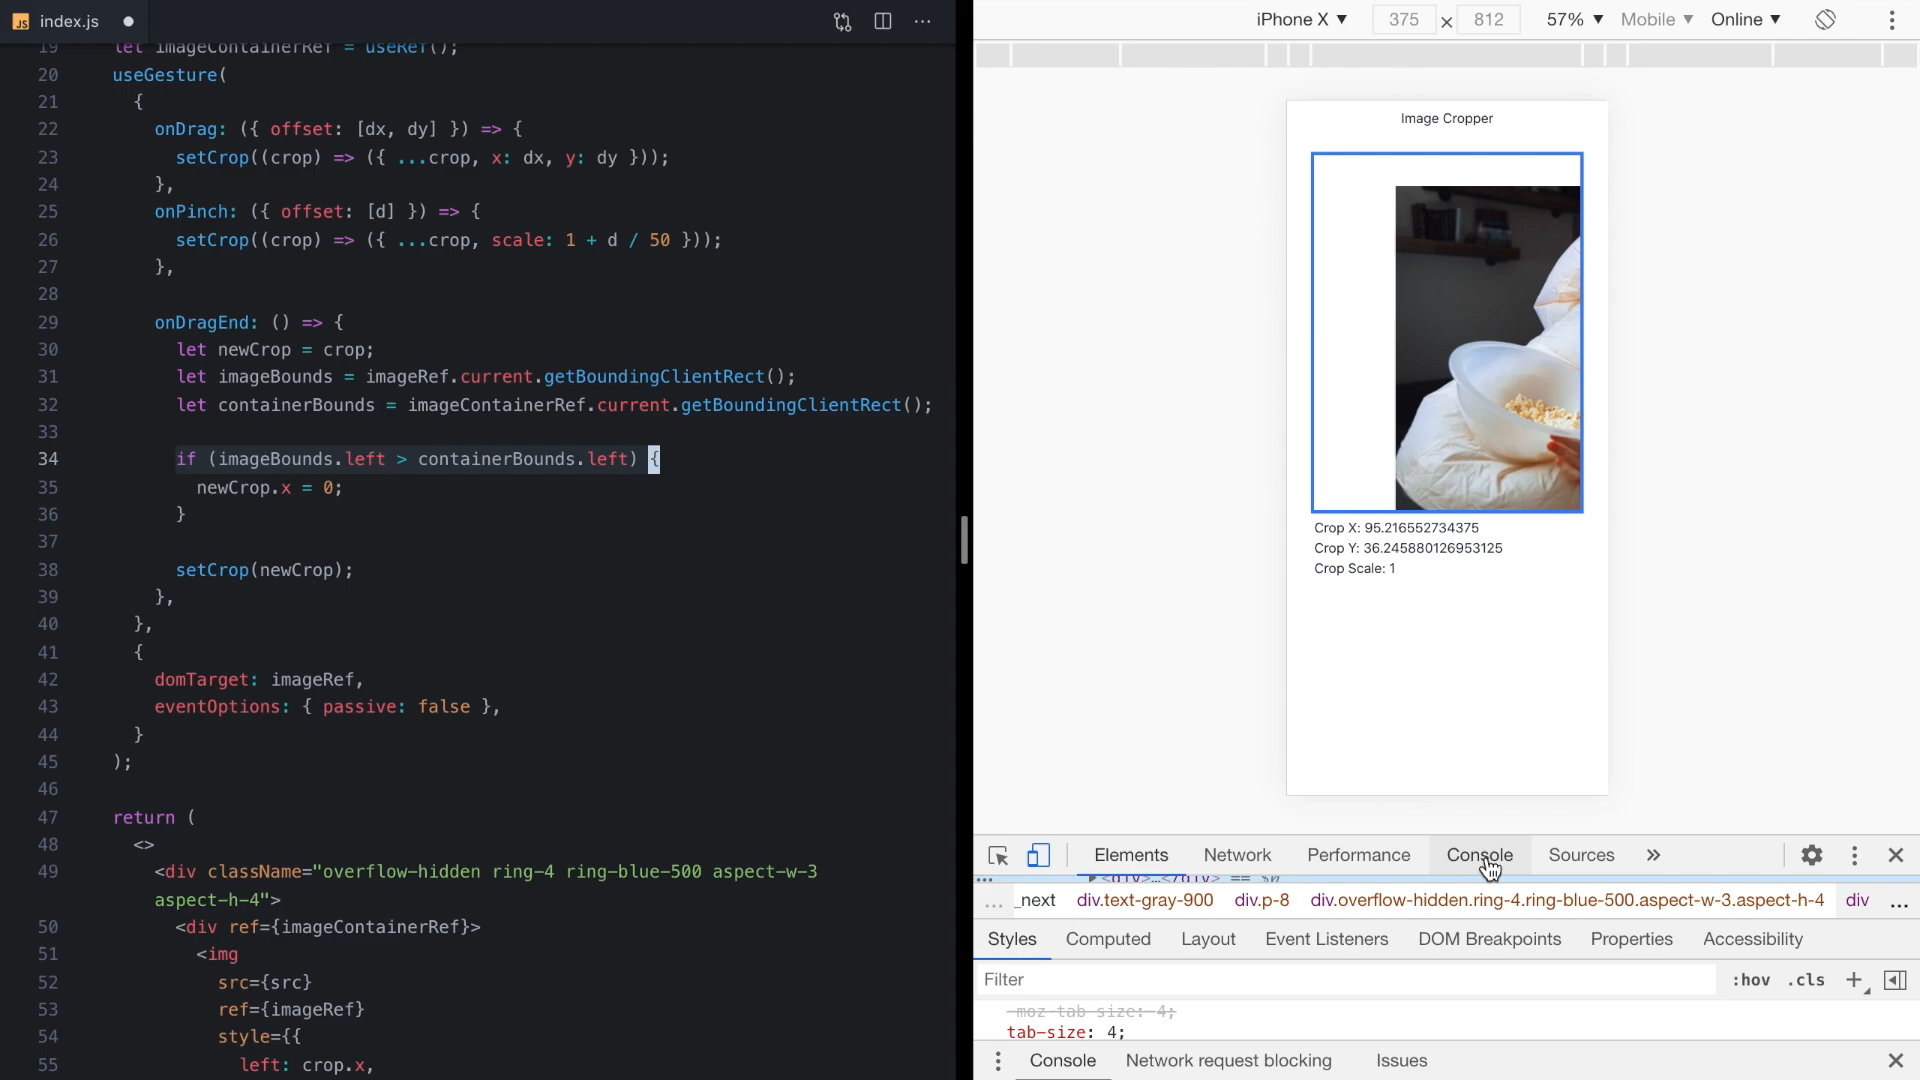 JS index.js
19 let imageContainerRef = useRef();
20 useGesture(
21 {
22 onDrag: ({ offset: [dx, dy] }) => {
23 setCrop((crop) => ({ ...crop, x: dx, y: dy }));
24 },
25 onPinch: ({ offset: [d] }) => {
26 setCrop((crop) => ({ ...crop, scale: 1 + d / 50 }));
27 },
28
29 onDragEnd: () => {
30 let newCrop = crop;
31 let imageBounds = imageRef.current.getBoundingClientRect();
32 let containerBounds = imageContainerRef.current.getBoundingClientRect();
33
34 if (imageBounds.left > containerBounds.left) {
35 newCrop.x = 0;
36 }
37
38 setCrop(newCrop);
39 },
40 },
41 {
42 domTarget: imageRef,
43 eventOptions: { passive: false },
44 }
45 );
46
47 return (
48 <>
49 <div className="overflow-hidden ring-4 ring-blue-500 aspect-w-3
aspect-h-4">
50 <div ref={imageContainerRef}>
51 <img
52 src={src}
53 ref={imageRef}
54 style={{
55 left: crop.x,
iPhone X ▼ 375 × 812 57% ▼ Mobile ▼ Online ▼
Image Cropper
Crop X: 95.216552734375
Crop Y: 36.245880126953125
Crop Scale: 1
Elements Network Performance Console Sources »
... ▶<div>…</div> == $0
... _next div.text-gray-900 div.p-8 div.overflow-hidden.ring-4.ring-blue-500.aspect-w-3.aspect-h-4 div ...
Styles Computed Layout Event Listeners DOM Breakpoints Properties Accessibility
Filter :hov .cls +
-moz-tab-size: 4;
tab-size: 4;
Console Network request blocking Issues